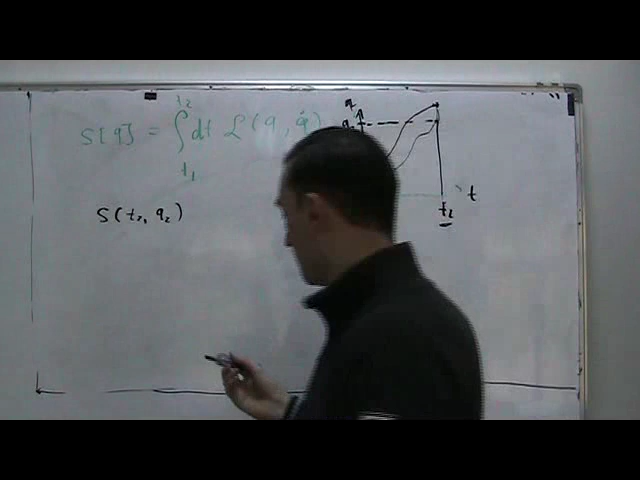 S[q] = ∫ dt L(q, q̇)
t₂
t₁
S(t₂, q₂)
q
t
t₂